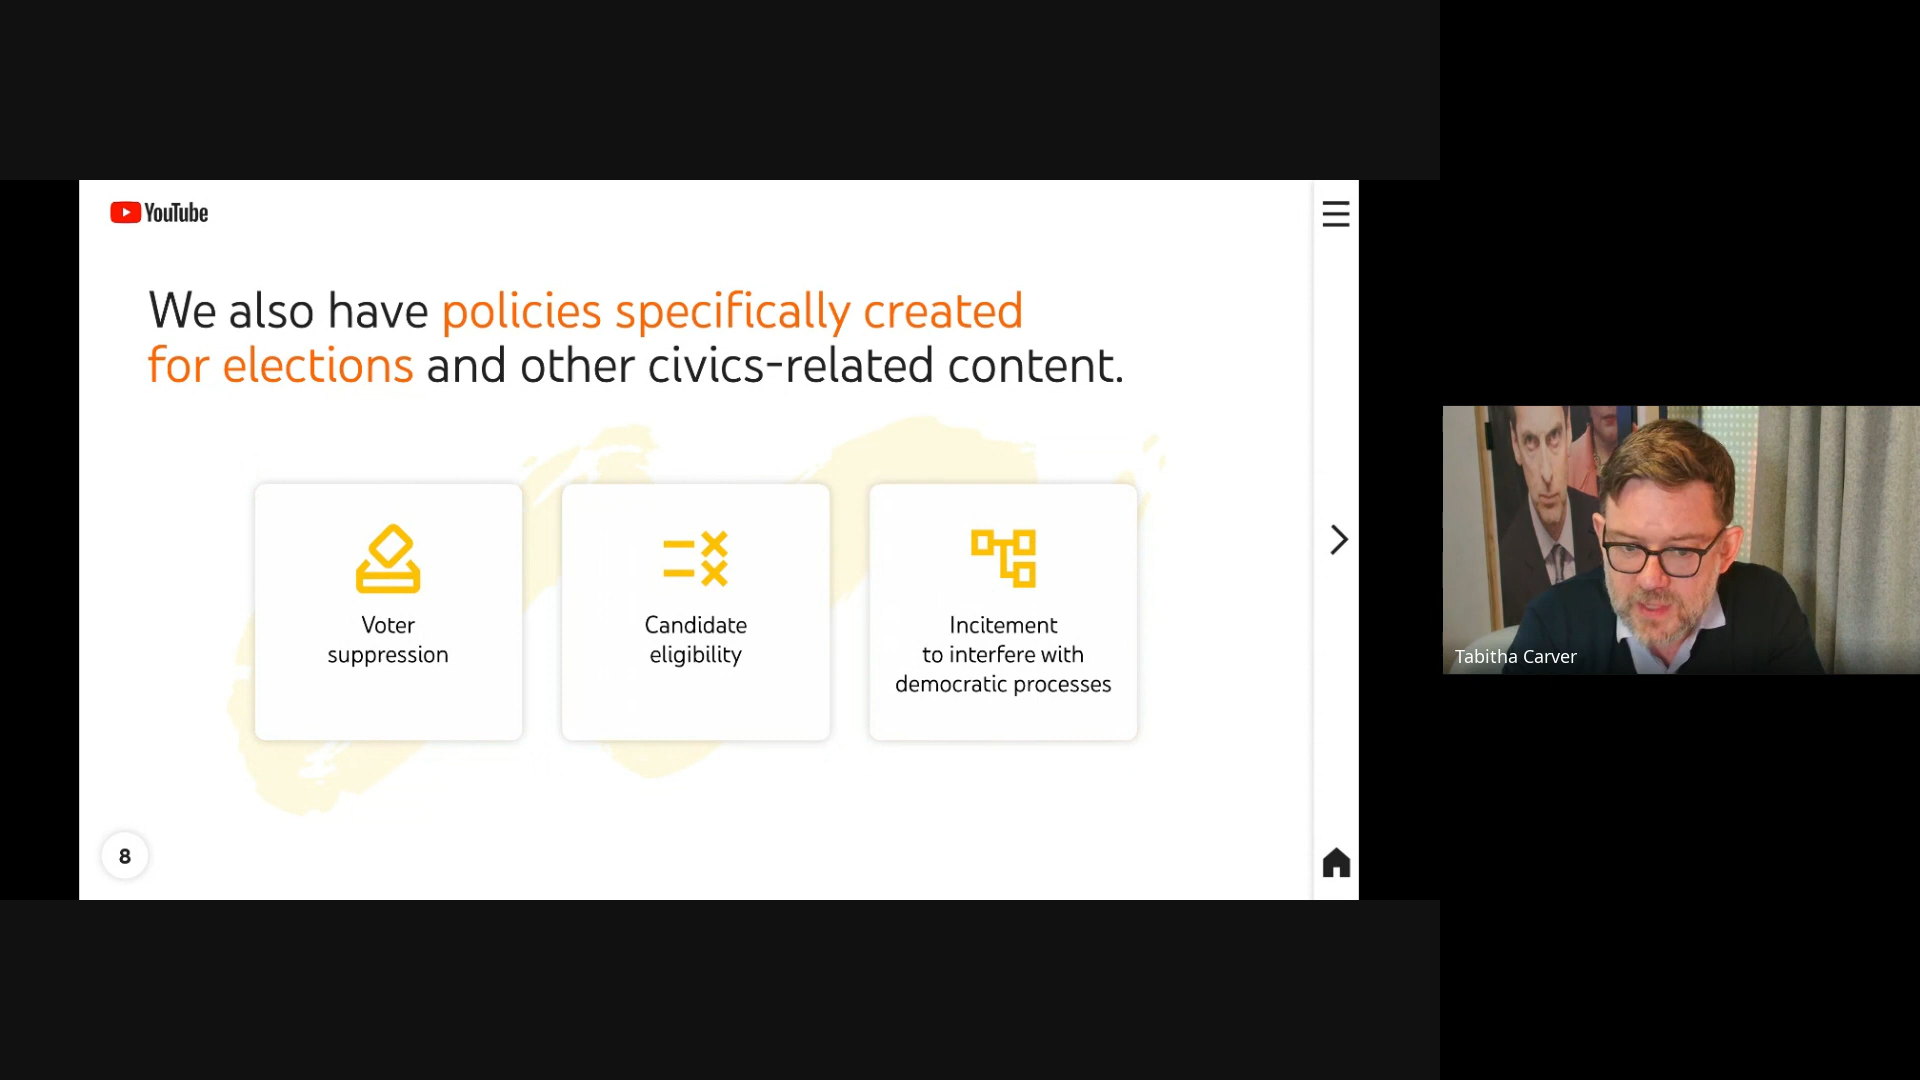 YouTube
We also have policies specifically created
for elections and other civics-related content.
Voter
suppression
Candidate
eligibility
Incitement
to interfere with
democratic processes
8
Tabitha Carver